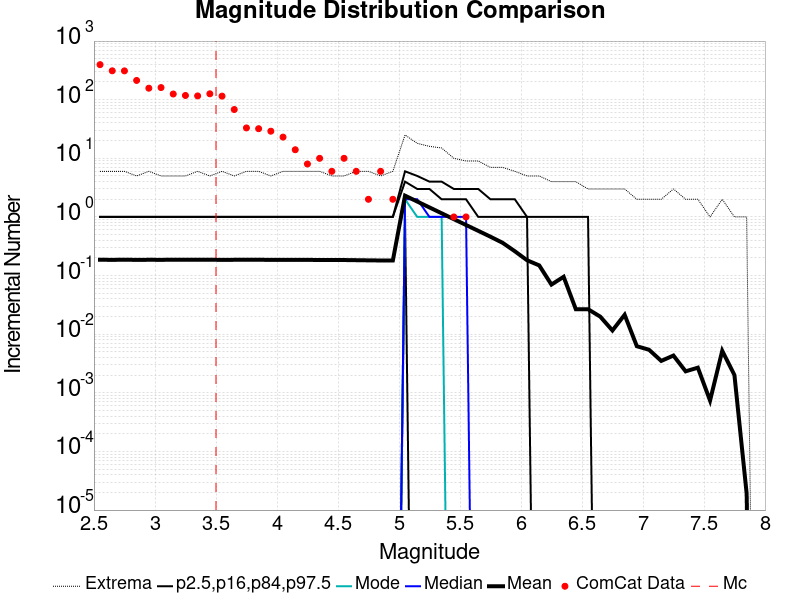 Magnitude Distribution Comparison
10^3
10^2
10^1
10^0
10^-1
10^-2
10^-3
10^-4
10^-5
Incremental Number
2.5 3 3.5 4 4.5 5 5.5 6 6.5 7 7.5 8
Magnitude
Extrema p2.5,p16,p84,p97.5 Mode Median Mean ComCat Data Mc